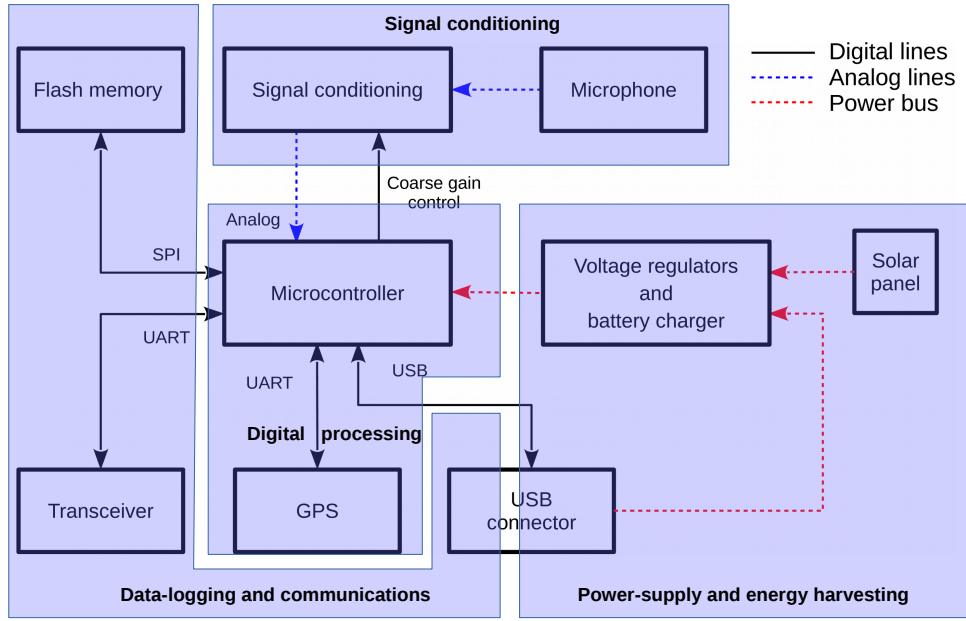 Signal conditioning
Flash memory
Signal conditioning
Microphone
Digital lines
Analog lines
Power bus
Coarse gain
control
Analog
SPI
Microcontroller
Voltage regulators
and
battery charger
Solar
panel
UART
UART
USB
Digital processing
Transceiver
GPS
USB
connector
Data-logging and communications
Power-supply and energy harvesting